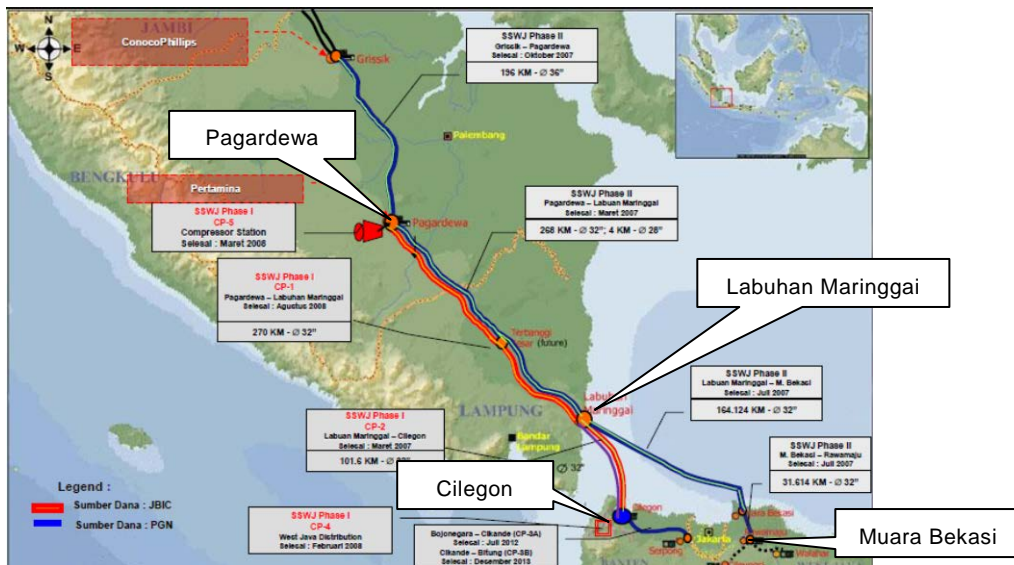 N
W
E
S
JAMBI
ConocoPhillips
Grissik
SSWJ Phase II
Grissik – Pagardewa
Selesai : Oktober 2007
196 KM - Ø 36"
Pagardewa
Palembang
BENGKULU
Pertamina
SSWJ Phase I
CP-5
Compressor Station
Selesai : Maret 2008
Pagardewa
SSWJ Phase II
Pagardewa – Labuan Maringgai
Selesai : Maret 2007
268 KM - Ø 32"; 4 KM - Ø 28"
SSWJ Phase I
CP-1
Pagardewa – Labuhan Maringgai
Selesai : Agustus 2008
270 KM - Ø 32"
Labuhan Maringgai
Terbanggi
(future)
SSWJ Phase II
Labuan Maringgai – M. Bekasi
Selesai : Juli 2007
164.124 KM - Ø 32"
Labuhan
Maringgai
LAMPUNG
SSWJ Phase I
CP-2
Labuan Maringgai – Cilegon
Selesai : Maret 2007
101.6 KM - Ø
Ø 32"
Bandar
Lampung
SSWJ Phase II
M. Bekasi – Rawamaju
Selesai : Juli 2007
31.614 KM - Ø 32"
Legend :
Sumber Dana : JBIC
Sumber Dana : PGN
Cilegon
Cilegon
SSWJ Phase I
CP-4
West Java Distribution
Selesai : Februari 2008
Bojonegara – Cikande (CP-3A)
Selesai : Juli 2012
Cikande – Bitung (CP-3B)
Selesai : Desember 2013
Jakarta
Serpong
BANTEN
Muara Bekasi